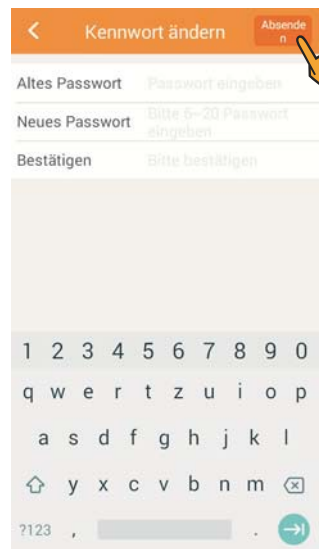 Kennwort ändern
Absende
n
Altes Passwort Passwort eingeben
Neues Passwort Bitte 6-20 Passwort
eingeben
Bestätigen Bitte bestätigen
1 2 3 4 5 6 7 8 9 0
q w e r t z u i o p
a s d f g h j k l
y x c v b n m
?123 , .